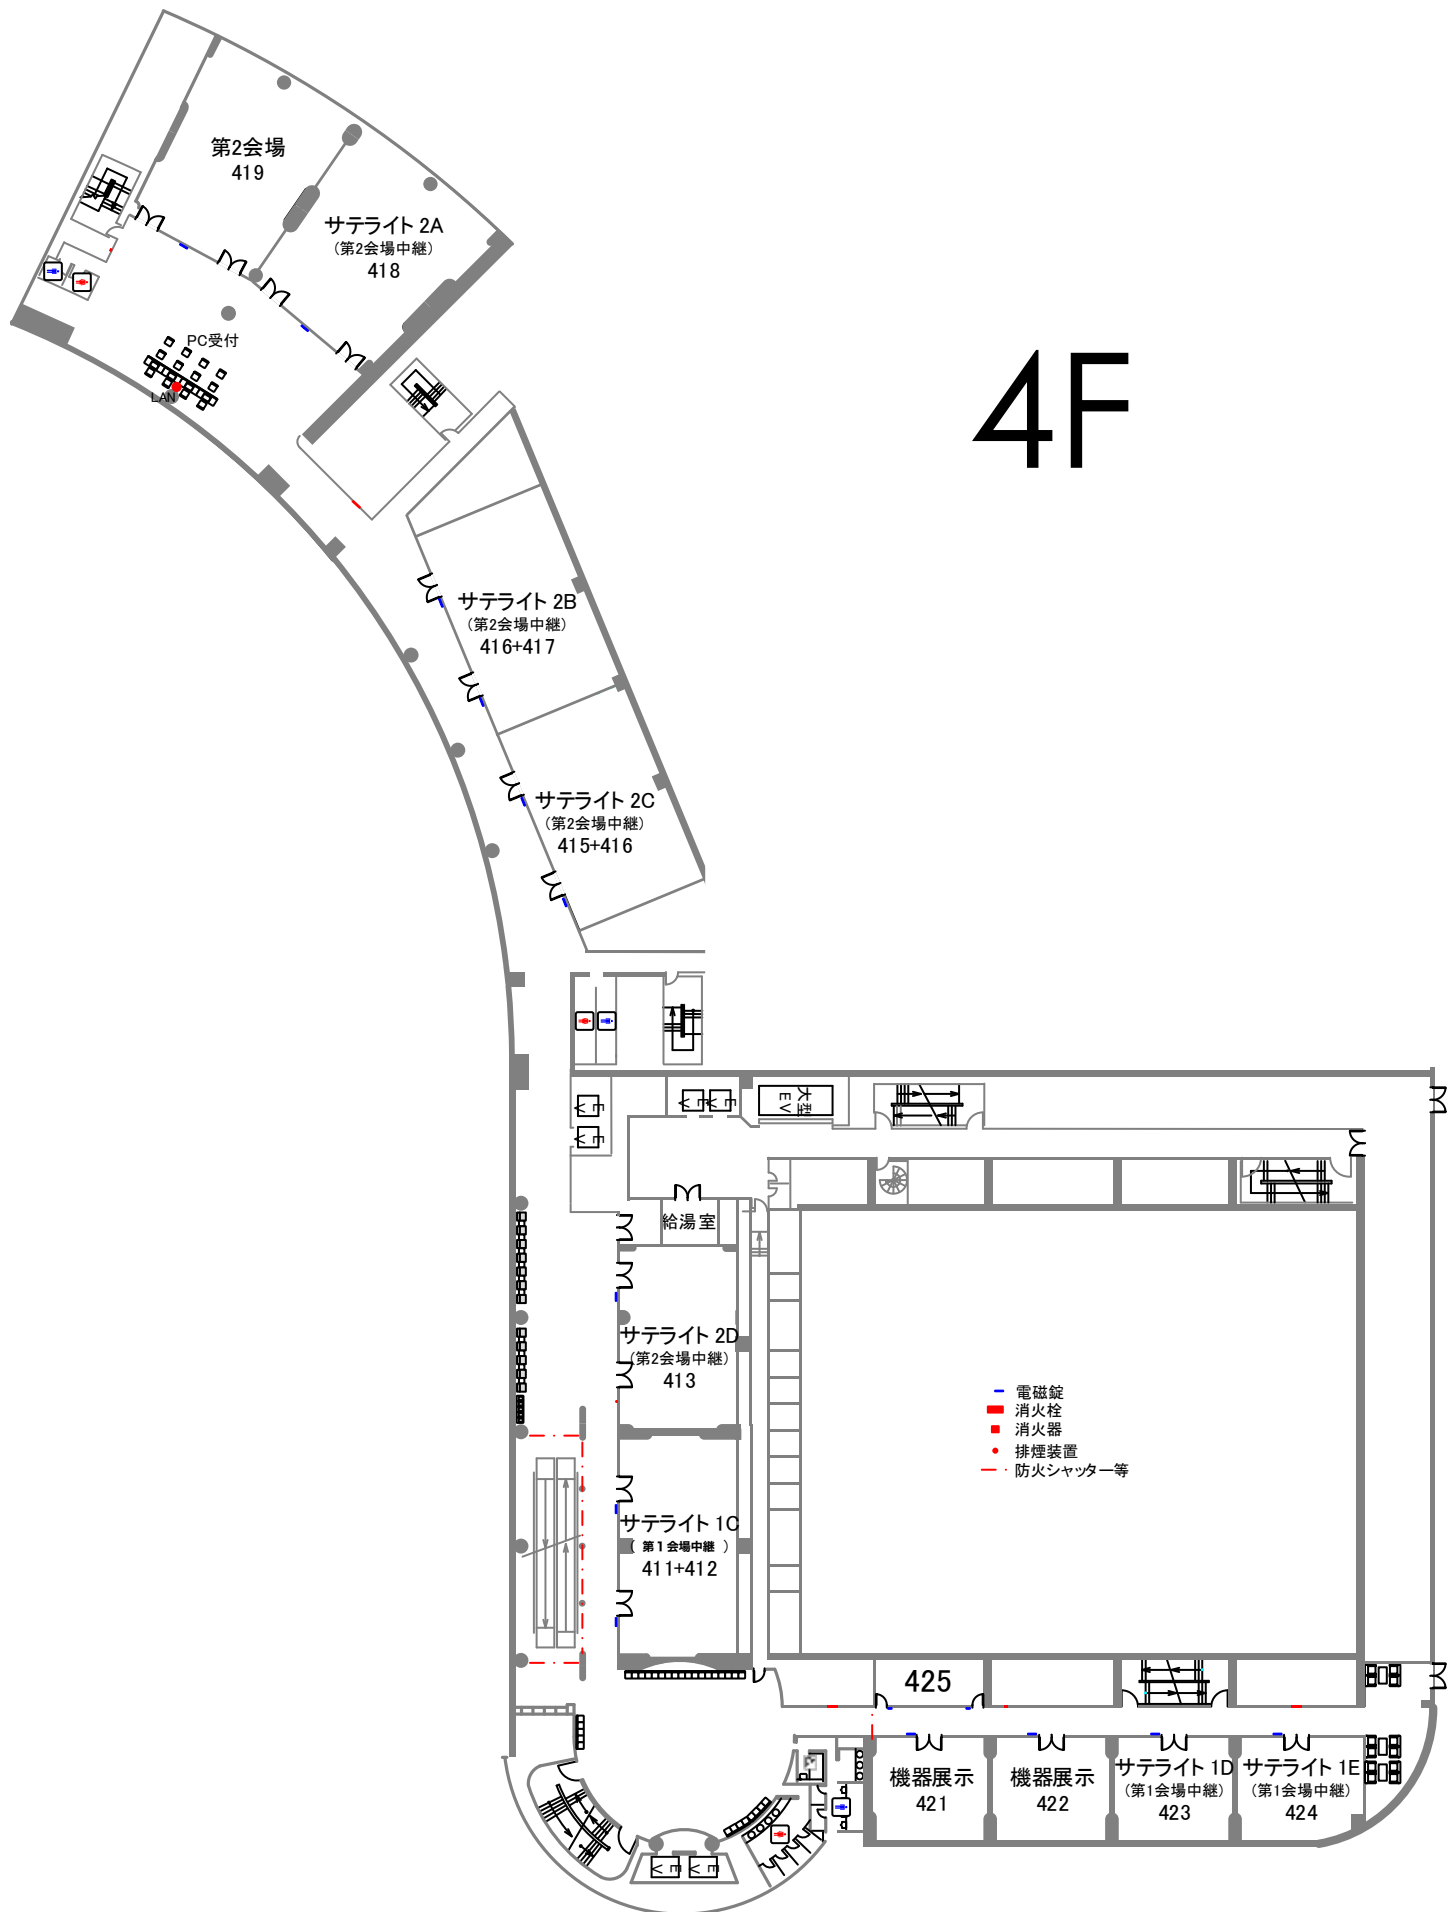 第2会場
419
サテライト 2A
(第2会場中継)
418
PC受付
LAN
4F
サテライト 2B
(第2会場中継)
416+417
サテライト 2C
(第2会場中継)
415+416
EV
EV
EV
EV
大型
EV
給湯室
サテライト 2D
(第2会場中継)
413
電磁錠
消火栓
消火器
排煙装置
防火シャッター等
サテライト 1C
( 第1会場中継 )
411+412
425
機器展示
421
機器展示
422
サテライト 1D
(第1会場中継)
423
サテライト 1E
(第1会場中継)
424
EV
EV